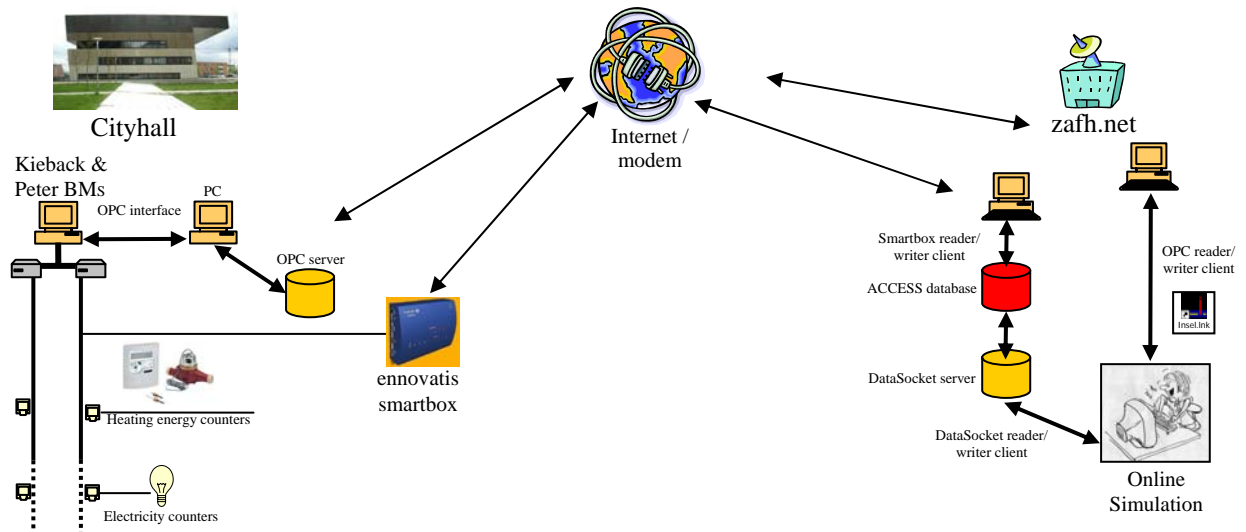 Cityhall
Internet /
modem
zafh.net
Kieback &
Peter BMs
PC
OPC interface
OPC server
Smartbox reader/
writer client
OPC reader/
writer client
ACCESS database
Insel.lnk
ennovatis
smartbox
DataSocket server
Heating energy counters
DataSocket reader/
writer client
Online
Simulation
Electricity counters